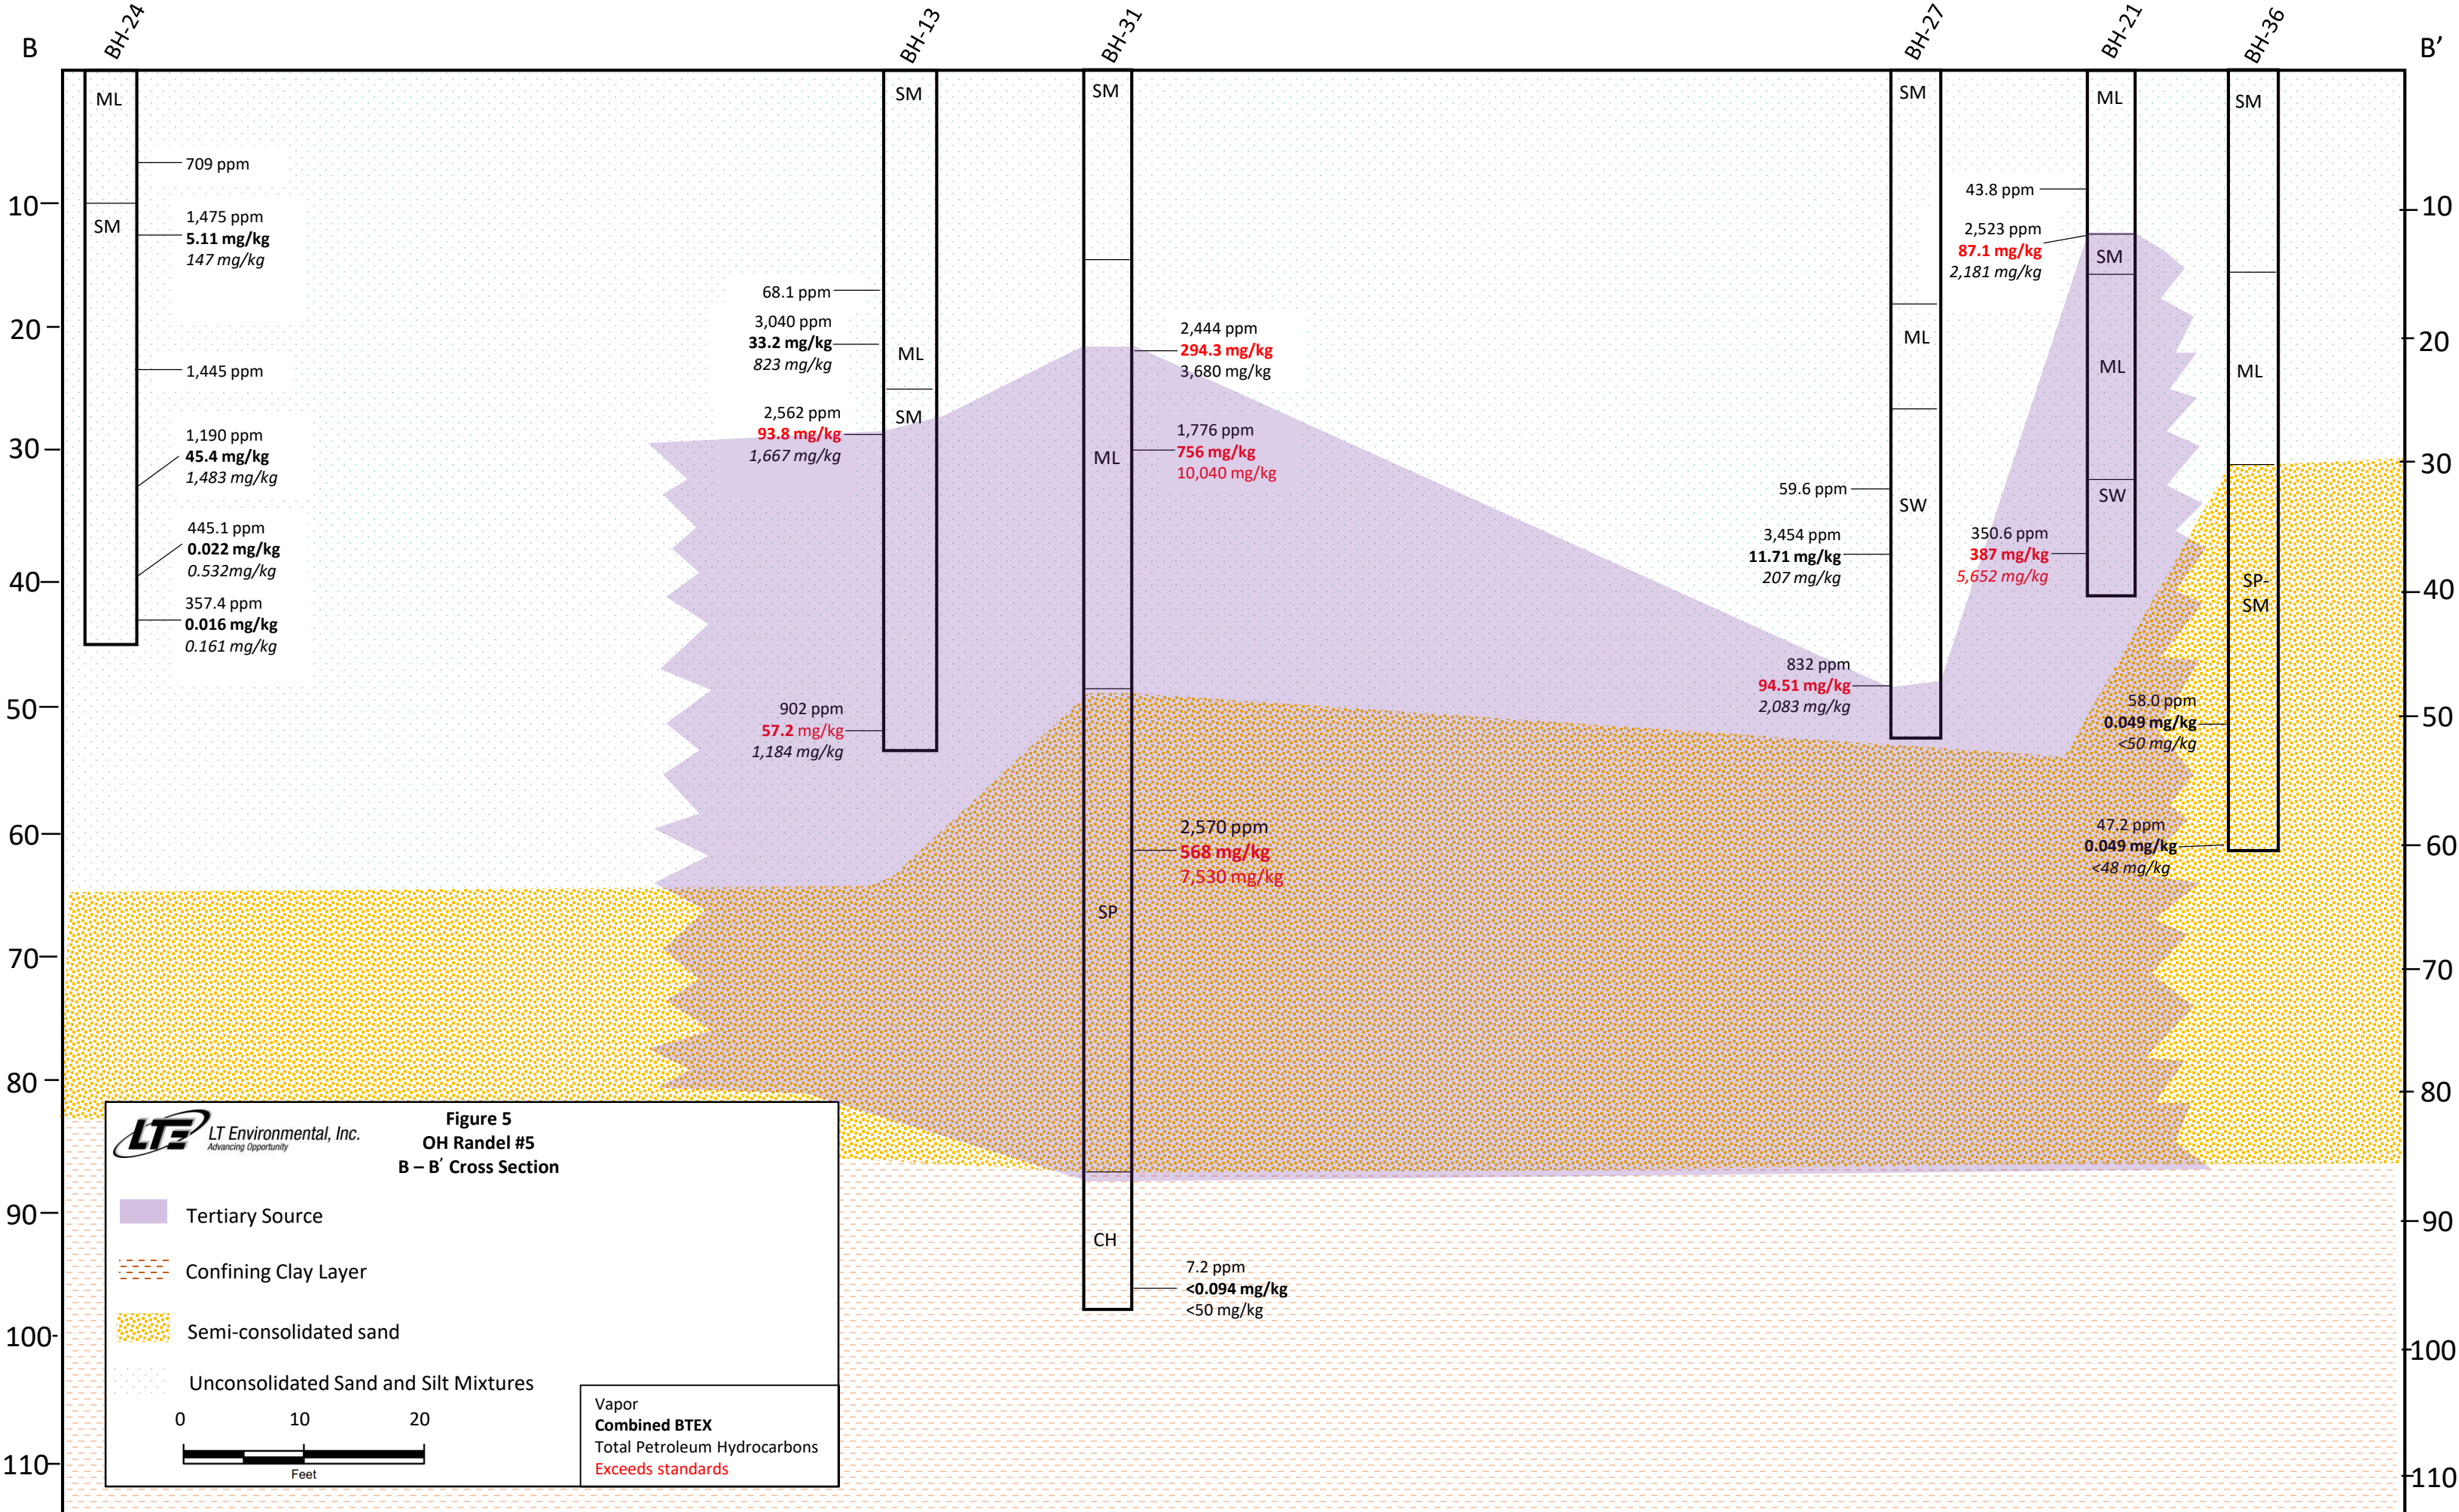 B
BH-24
BH-13
BH-31
BH-27
BH-21
BH-36
B’
10
20
30
40
50
60
70
80
90
100
110
ML
SM
709 ppm
1,475 ppm
5.11 mg/kg
147 mg/kg
1,445 ppm
1,190 ppm
45.4 mg/kg
1,483 mg/kg
445.1 ppm
0.022 mg/kg
0.532mg/kg
357.4 ppm
0.016 mg/kg
0.161 mg/kg
SM
ML
SM
68.1 ppm
3,040 ppm
33.2 mg/kg
823 mg/kg
2,562 ppm
93.8 mg/kg
1,667 mg/kg
902 ppm
57.2 mg/kg
1,184 mg/kg
SM
ML
SP
CH
2,444 ppm
294.3 mg/kg
3,680 mg/kg
1,776 ppm
756 mg/kg
10,040 mg/kg
2,570 ppm
568 mg/kg
7,530 mg/kg
7.2 ppm
<0.094 mg/kg
<50 mg/kg
SM
ML
SW
59.6 ppm
3,454 ppm
11.71 mg/kg
207 mg/kg
832 ppm
94.51 mg/kg
2,083 mg/kg
ML
SM
ML
SW
43.8 ppm
2,523 ppm
87.1 mg/kg
2,181 mg/kg
350.6 ppm
387 mg/kg
5,652 mg/kg
SM
ML
SP-
SM
58.0 ppm
0.049 mg/kg
<50 mg/kg
47.2 ppm
0.049 mg/kg
<48 mg/kg
10
20
30
40
50
60
70
80
90
100
110
LTE LT Environmental, Inc.
Advancing Opportunity
Figure 5
OH Randel #5
B – B′ Cross Section
Tertiary Source
Confining Clay Layer
Semi-consolidated sand
Unconsolidated Sand and Silt Mixtures
0 10 20
Feet
Vapor
Combined BTEX
Total Petroleum Hydrocarbons
Exceeds standards